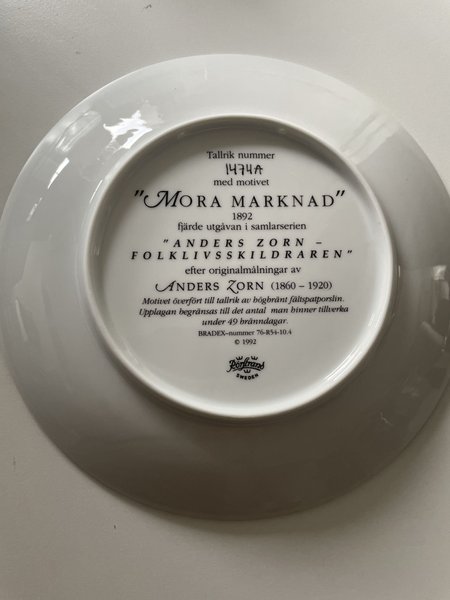 Tallrik nummer
1474A
med motivet
"MORA MARKNAD"
1892
fjärde utgåvan i samlarserien
"ANDERS ZORN –
FOLKLIVSSKILDRAREN"
efter originalmålningar av
ANDERS ZORN (1860 – 1920)
Motivet överfört till tallrik av högbränt fältspatporslin.
Upplagan begränsas till det antal man hinner tillverka
under 49 bränndagar.
BRADEX–nummer 76-R54-10.4
© 1992
Rörstrand
SWEDEN